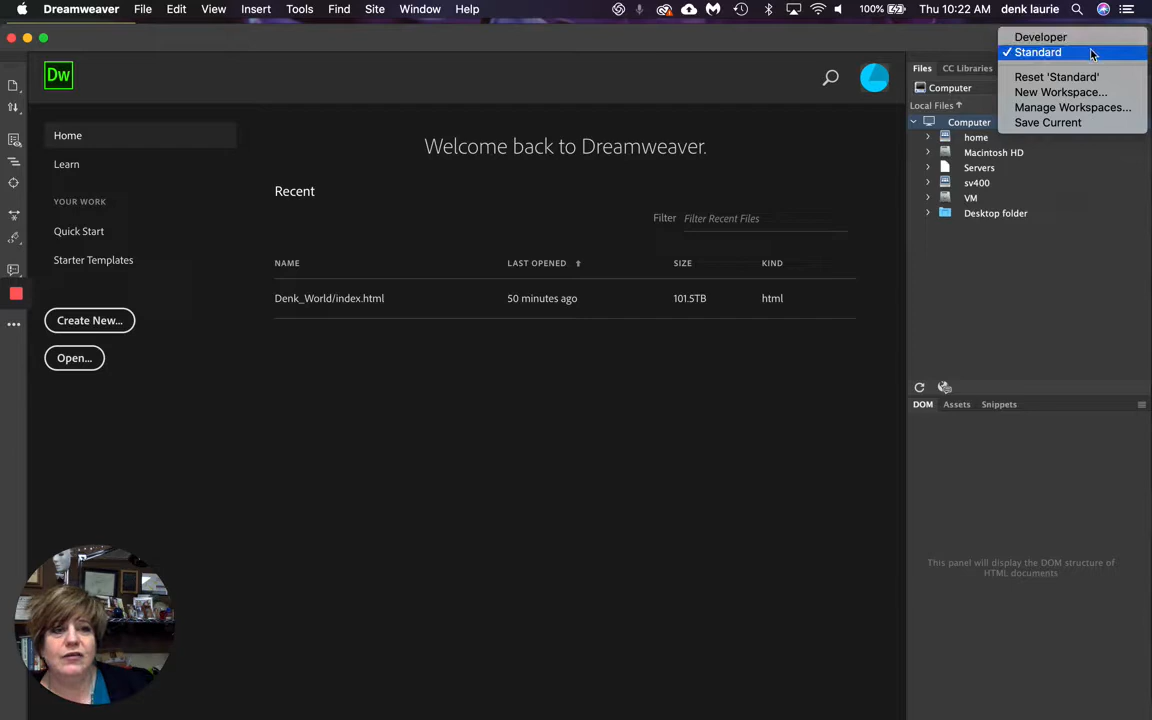 Dreamweaver File Edit View Insert Tools Find Site Window Help 100% Thu 10:22 AM denk laurie
Developer
✓ Standard
Reset 'Standard'
New Workspace...
Manage Workspaces...
Save Current
Dw
Files CC Libraries
Computer
Local Files ↑
Computer
home
Macintosh HD
Servers
sv400
VM
Desktop folder
Home
Learn
YOUR WORK
Quick Start
Starter Templates
Create New...
Open...
Welcome back to Dreamweaver.
Recent
Filter Filter Recent Files
NAME LAST OPENED ↑ SIZE KIND
Denk_World/index.html 50 minutes ago 101.5TB html
DOM Assets Snippets
This panel will display the DOM structure of
HTML documents